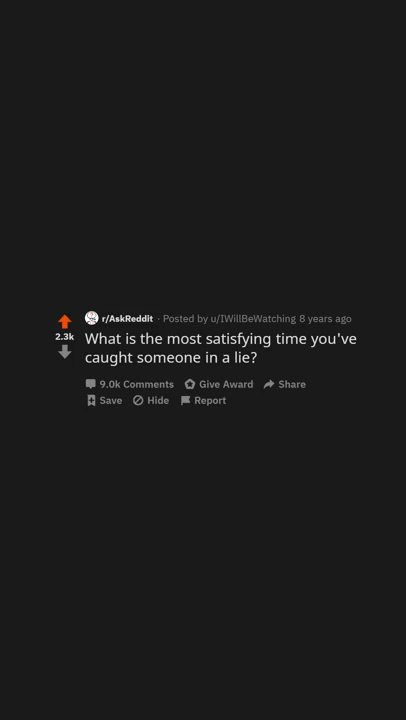 r/AskReddit · Posted by u/IWillBeWatching 8 years ago
2.3k
What is the most satisfying time you've
caught someone in a lie?
9.0k Comments Give Award Share
Save Hide Report